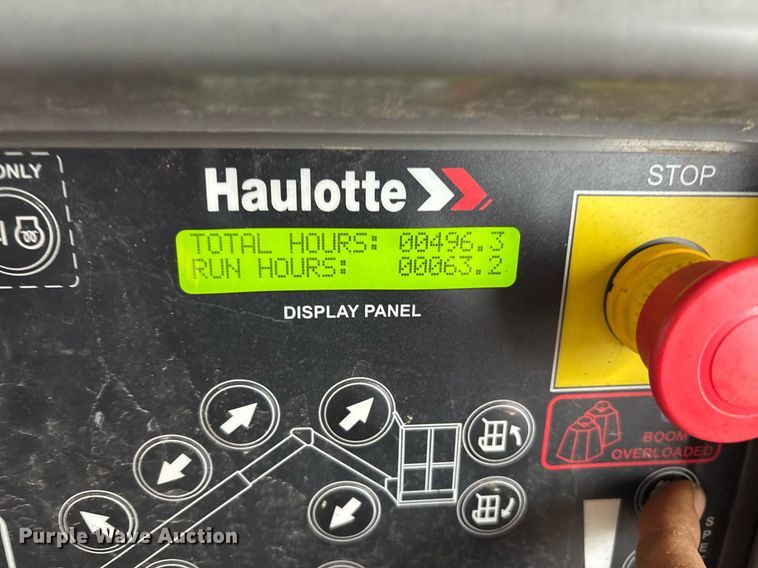 ONLY
Haulotte
STOP
TOTAL HOURS: 00496.3
RUN HOURS: 00063.2
DISPLAY PANEL
BOOM
OVERLOADED
Purple Wave Auction